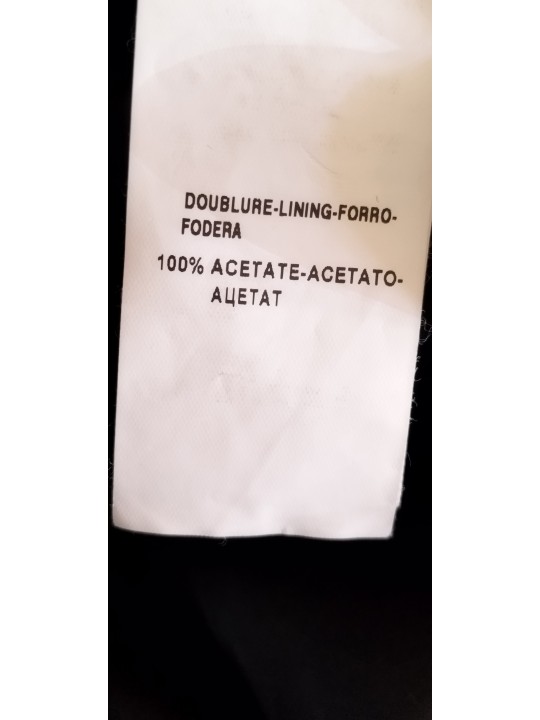 DOUBLURE-LINING-FORRO-
FODERA
100% ACETATE-ACETATO-
АЦЕТАТ